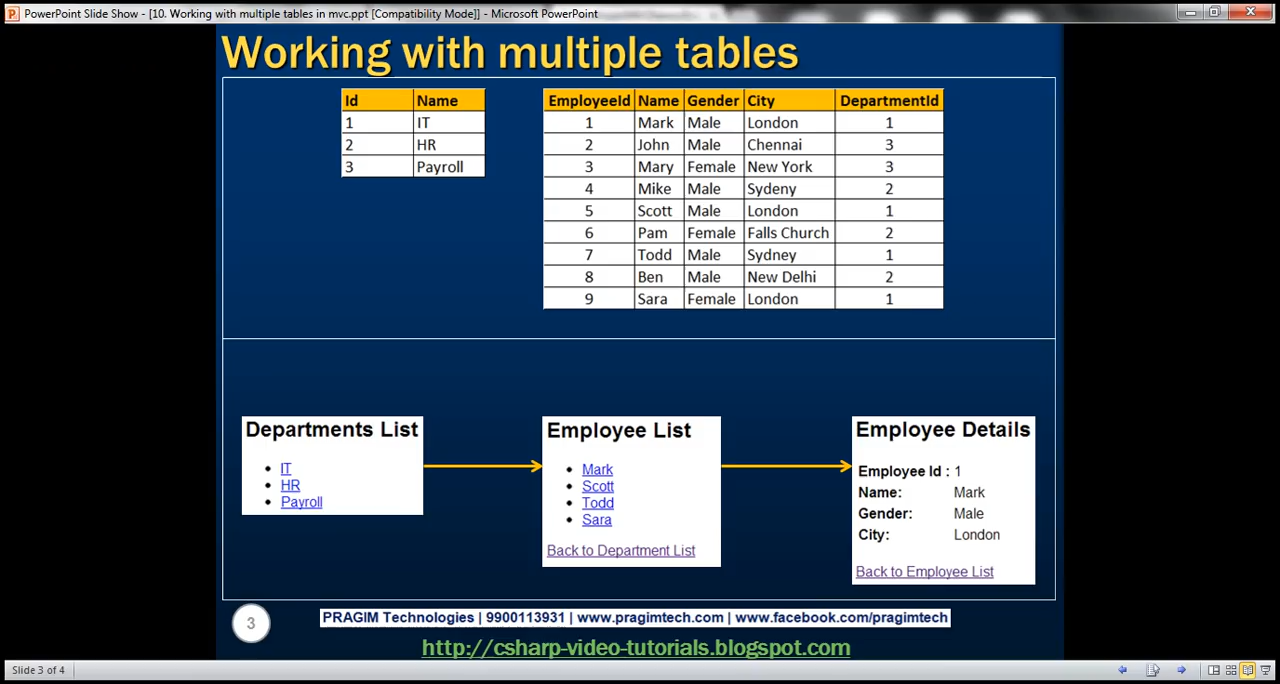 PowerPoint Slide Show - [10. Working with multiple tables in mvc.ppt [Compatibility Mode]] - Microsoft PowerPoint
Working with multiple tables
Id Name
1 IT
2 HR
3 Payroll
EmployeeId Name Gender City DepartmentId
1 Mark Male London 1
2 John Male Chennai 3
3 Mary Female New York 3
4 Mike Male Sydeny 2
5 Scott Male London 1
6 Pam Female Falls Church 2
7 Todd Male Sydney 1
8 Ben Male New Delhi 2
9 Sara Female London 1
Departments List
IT
HR
Payroll
Employee List
Mark
Scott
Todd
Sara
Back to Department List
Employee Details
Employee Id : 1
Name: Mark
Gender: Male
City: London
Back to Employee List
3
PRAGIM Technologies | 9900113931 | www.pragimtech.com | www.facebook.com/pragimtech
http://csharp-video-tutorials.blogspot.com
Slide 3 of 4